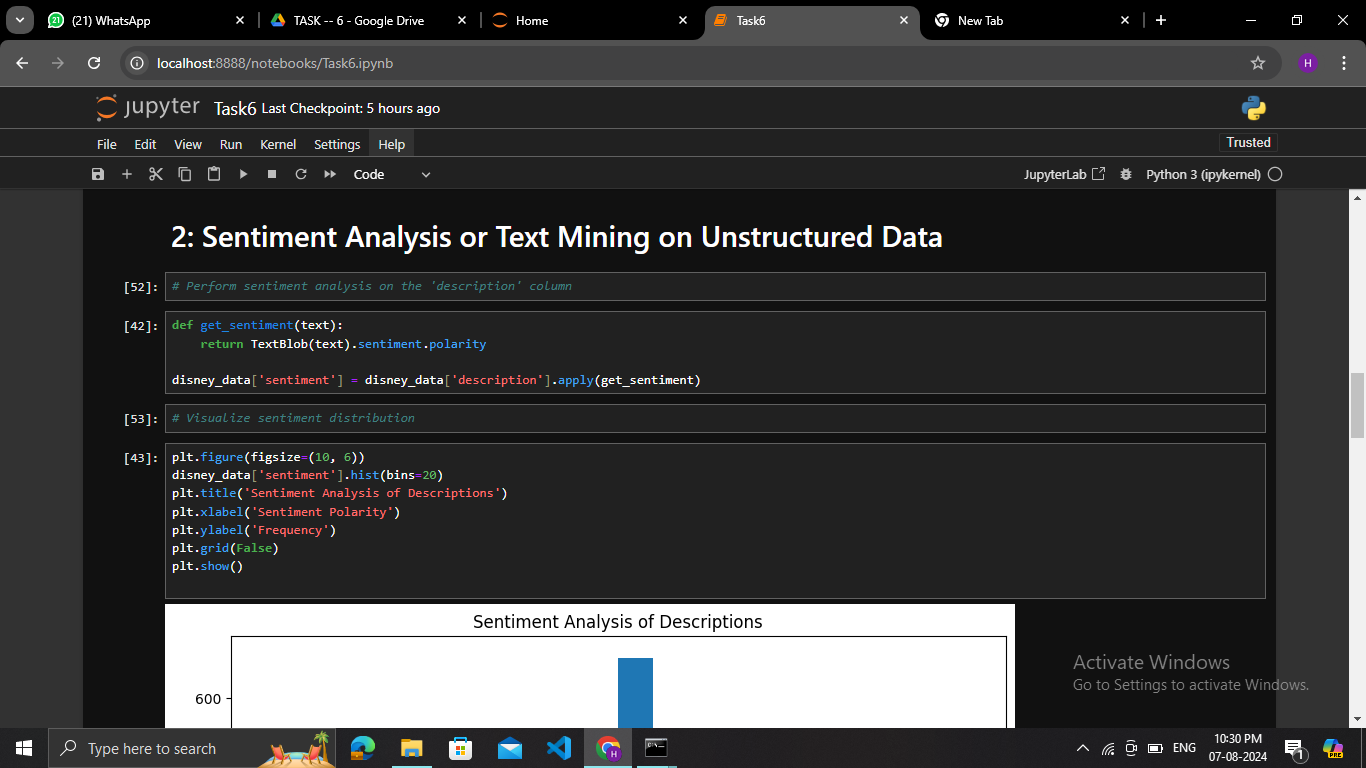 (21) WhatsApp
TASK -- 6 - Google Drive
Home
Task6
New Tab
localhost:8888/notebooks/Task6.ipynb
H
jupyter Task6 Last Checkpoint: 5 hours ago
File Edit View Run Kernel Settings Help
Trusted
Code
JupyterLab
Python 3 (ipykernel)
2: Sentiment Analysis or Text Mining on Unstructured Data
[52]: # Perform sentiment analysis on the 'description' column
[42]: def get_sentiment(text):
    return TextBlob(text).sentiment.polarity
disney_data['sentiment'] = disney_data['description'].apply(get_sentiment)
[53]: # Visualize sentiment distribution
[43]: plt.figure(figsize=(10, 6))
disney_data['sentiment'].hist(bins=20)
plt.title('Sentiment Analysis of Descriptions')
plt.xlabel('Sentiment Polarity')
plt.ylabel('Frequency')
plt.grid(False)
plt.show()
Sentiment Analysis of Descriptions
600
Activate Windows
Go to Settings to activate Windows.
Type here to search
ENG
10:30 PM
07-08-2024
1
PRE